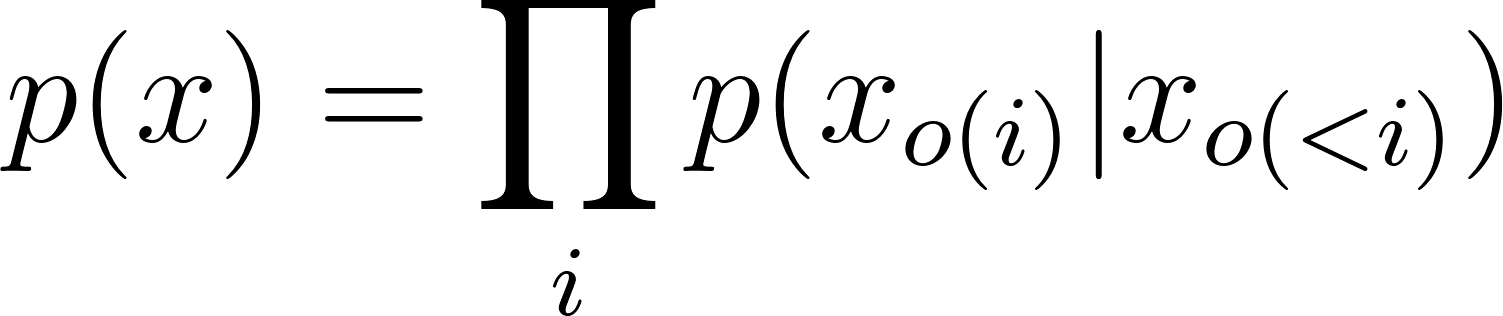 p(x) = ∏_i p(x_{o(i)}|x_{o(<i)})